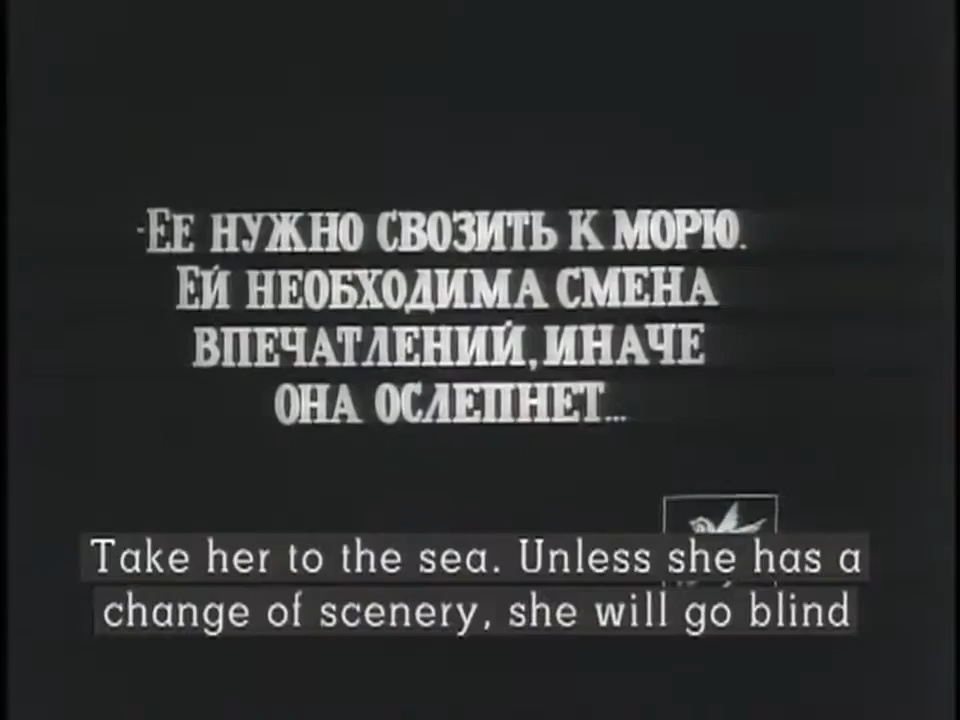 -ЕЕ НУЖНО СВОЗИТЬ К МОРЮ.
ЕЙ НЕОБХОДИМА СМЕНА
ВПЕЧАТЛЕНИЙ, ИНАЧЕ
ОНА ОСЛЕПНЕТ...
Take her to the sea. Unless she has a
change of scenery, she will go blind